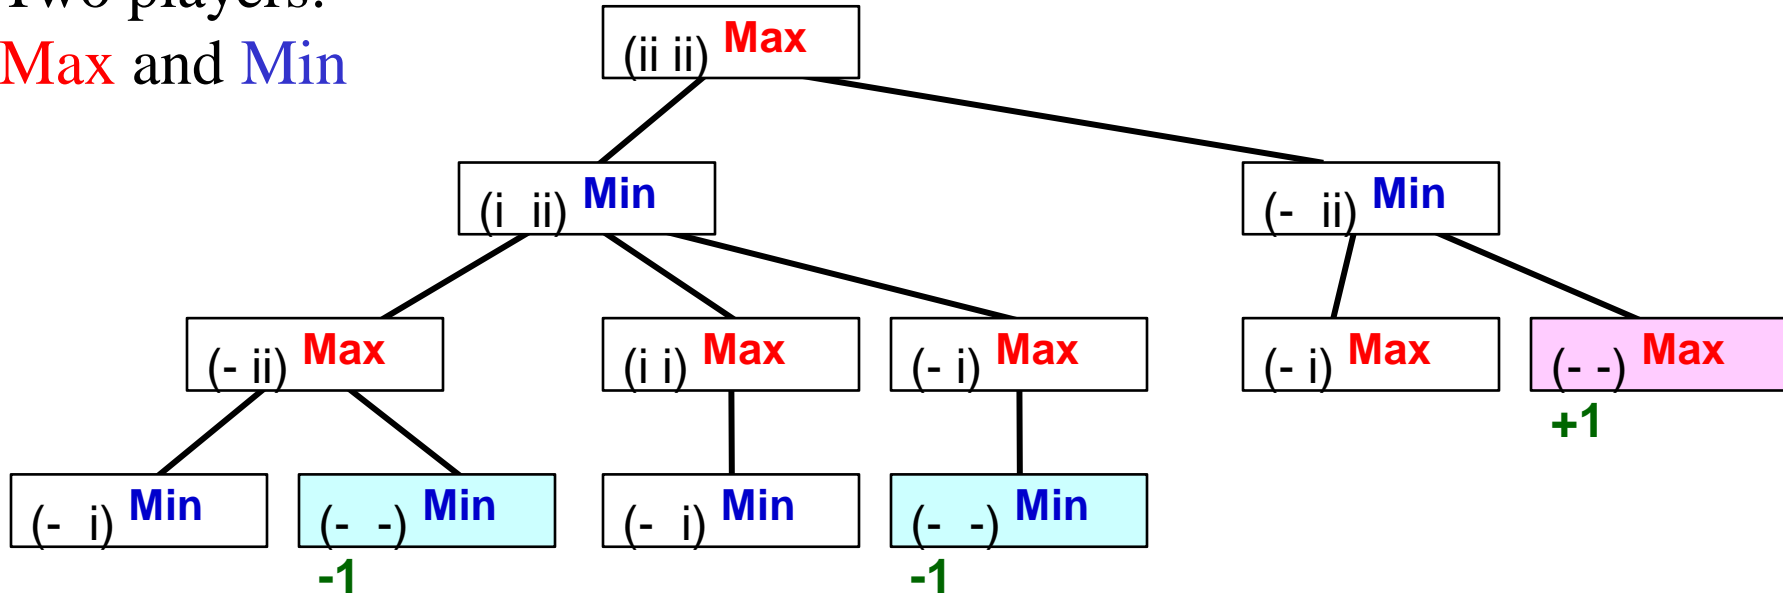 Two players:
Max and Min
(ii ii) Max
(i ii) Min
(- ii) Min
(- ii) Max
(i i) Max
(- i) Max
(- i) Max
(- -) Max
+1
(- i) Min
(- -) Min
(- i) Min
(- -) Min
-1
-1